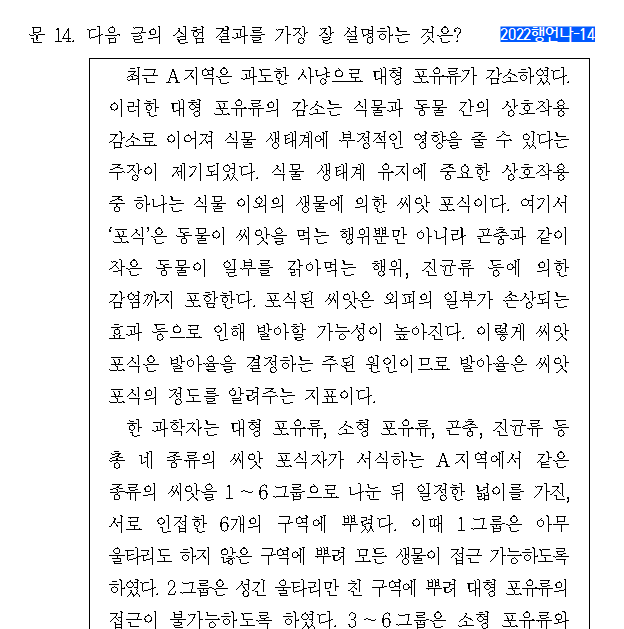 문 14. 다음 글의 실험 결과를 가장 잘 설명하는 것은? 2022행언나-14
최근 A지역은 과도한 사냥으로 대형 포유류가 감소하였다.
이러한 대형 포유류의 감소는 식물과 동물 간의 상호작용
감소로 이어져 식물 생태계에 부정적인 영향을 줄 수 있다는
주장이 제기되었다. 식물 생태계 유지에 중요한 상호작용
중 하나는 식물 이외의 생물에 의한 씨앗 포식이다. 여기서
‘포식’은 동물이 씨앗을 먹는 행위뿐만 아니라 곤충과 같이
작은 동물이 일부를 갉아먹는 행위, 진균류 등에 의한
감염까지 포함한다. 포식된 씨앗은 외피의 일부가 손상되는
효과 등으로 인해 발아할 가능성이 높아진다. 이렇게 씨앗
포식은 발아율을 결정하는 주된 원인이므로 발아율은 씨앗
포식의 정도를 알려주는 지표이다.
한 과학자는 대형 포유류, 소형 포유류, 곤충, 진균류 등
총 네 종류의 씨앗 포식자가 서식하는 A지역에서 같은
종류의 씨앗을 1～6그룹으로 나눈 뒤 일정한 넓이를 가진,
서로 인접한 6개의 구역에 뿌렸다. 이때 1그룹은 아무
울타리도 하지 않은 구역에 뿌려 모든 생물이 접근 가능하도록
하였다. 2그룹은 성긴 울타리만 친 구역에 뿌려 대형 포유류의
접근이 불가능하도록 하였다. 3～6그룹은 소형 포유류와